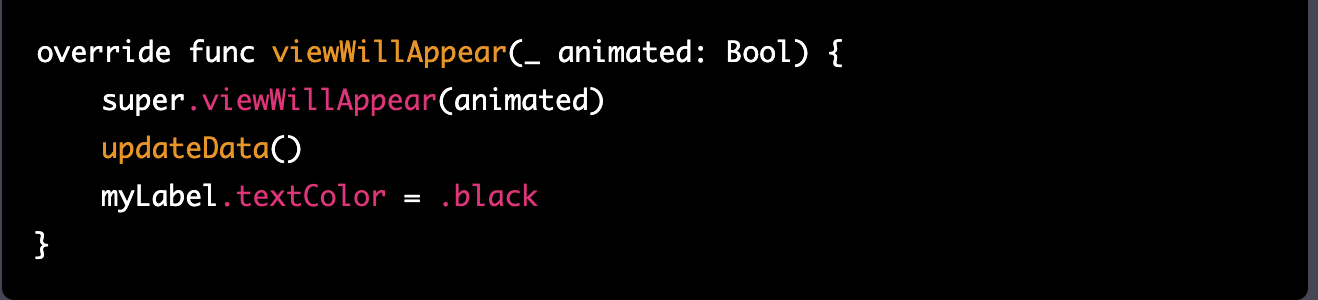 override func viewWillAppear(_ animated: Bool) {
    super.viewWillAppear(animated)
    updateData()
    myLabel.textColor = .black
}